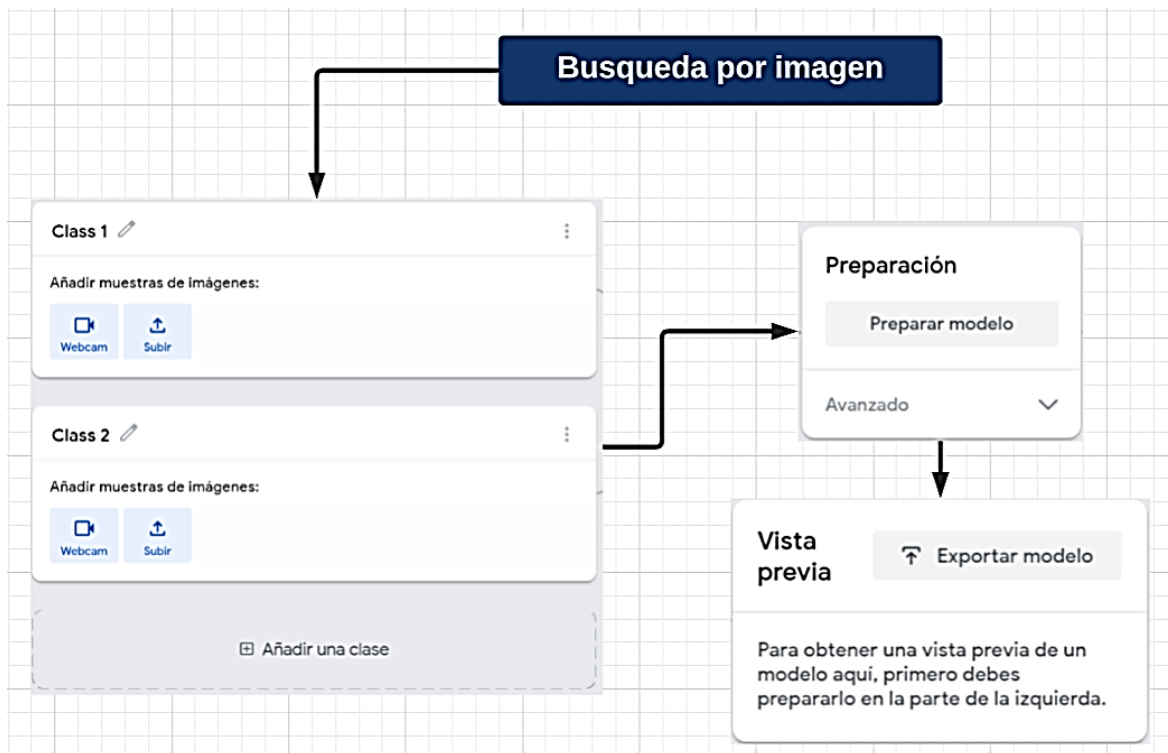 Busqueda por imagen
Class 1
Añadir muestras de imágenes:
Webcam
Subir
Class 2
Añadir muestras de imágenes:
Webcam
Subir
Añadir una clase
Preparación
Preparar modelo
Avanzado
Vista
previa
Exportar modelo
Para obtener una vista previa de un
modelo aquí, primero debes
prepararlo en la parte de la izquierda.